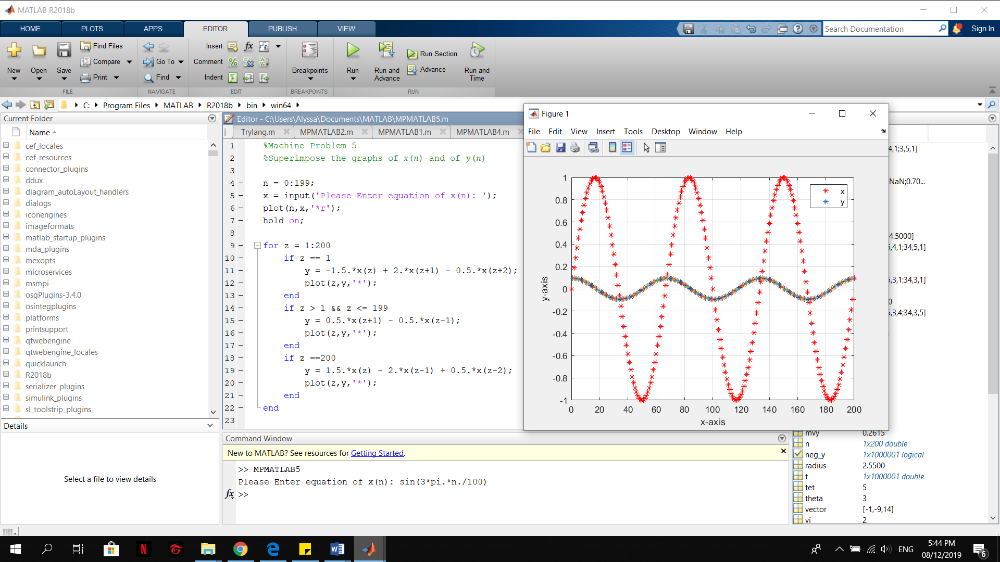 MATLAB R2018b
HOME PLOTS APPS EDITOR PUBLISH VIEW
Search Documentation
Sign In
New Open Save
Find Files
Compare
Print
FILE
Go To
Find
NAVIGATE
Insert
fx
Comment
Indent
EDIT
Breakpoints
BREAKPOINTS
Run
Run and Advance
Run Section
Advance
Run and Time
RUN
C: Program Files MATLAB R2018b bin win64
Current Folder
Name
cef_locales
cef_resources
connector_plugins
ddux
diagram_autoLayout_handlers
dialogs
iconengines
imageformats
matlab_startup_plugins
mda_plugins
mexopts
microservices
msmpi
osgPlugins-3.4.0
osintegplugins
platforms
printsupport
qtwebengine
qtwebengine_locales
quicklaunch
R2018b
serializer_plugins
simulink_plugins
sl_toolstrip_plugins
Details
Select a file to view details
Editor - C:\Users\Alyssa\Documents\MATLAB\MPMATLAB5.m
Trylang.m MPMATLAB2.m MPMATLAB1.m MPMATLAB4.m
1 %Machine Problem 5
2 %Superimpose the graphs of x(n) and of y(n)
3
4 n = 0:199;
5 x = input('Please Enter equation of x(n): ');
6 plot(n,x,'*r');
7 hold on;
8
9 for z = 1:200
10 if z == 1
11 y = -1.5.*x(z) + 2.*x(z+1) - 0.5.*x(z+2);
12 plot(z,y,'*');
13 end
14 if z > 1 && z <= 199
15 y = 0.5.*x(z+1) - 0.5.*x(z-1);
16 plot(z,y,'*');
17 end
18 if z ==200
19 y = 1.5.*x(z) - 2.*x(z-1) + 0.5.*x(z-2);
20 plot(z,y,'*');
21 end
22 end
23
Command Window
New to MATLAB? See resources for Getting Started.
>> MPMATLAB5
Please Enter equation of x(n): sin(3*pi.*n./100)
fx >>
Figure 1
File Edit View Insert Tools Desktop Window Help
x
y
1
0.8
0.6
0.4
0.2
0
-0.2
-0.4
-0.6
-0.8
-1
y-axis
0 20 40 60 80 100 120 140 160 180 200
x-axis
4,1;3,5,1]
NaN;0.70...
4.5000]
5,4,1;34,5,1]
5,3,1;34,3,1]
0
5,3,4;34,3,5]
mvy 0.2615
n 1x200 double
neg_y 1x1000001 logical
radius 2.5500
t 1x1000001 double
tet 5
theta 3
vector [-1,-9,14]
vi 2
ENG
5:44 PM
08/12/2019
6